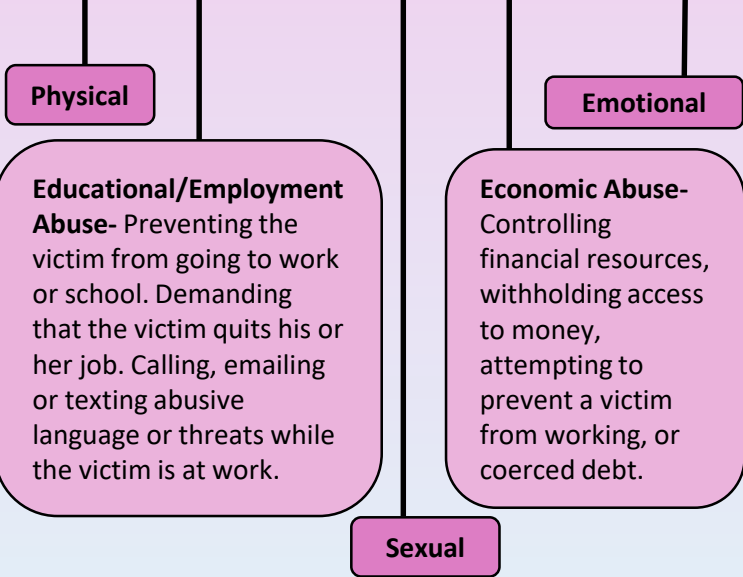 Physical
Emotional
Educational/Employment
Abuse- Preventing the
victim from going to work
or school. Demanding
that the victim quits his or
her job. Calling, emailing
or texting abusive
language or threats while
the victim is at work.
Economic Abuse-
Controlling
financial resources,
withholding access
to money,
attempting to
prevent a victim
from working, or
coerced debt.
Sexual